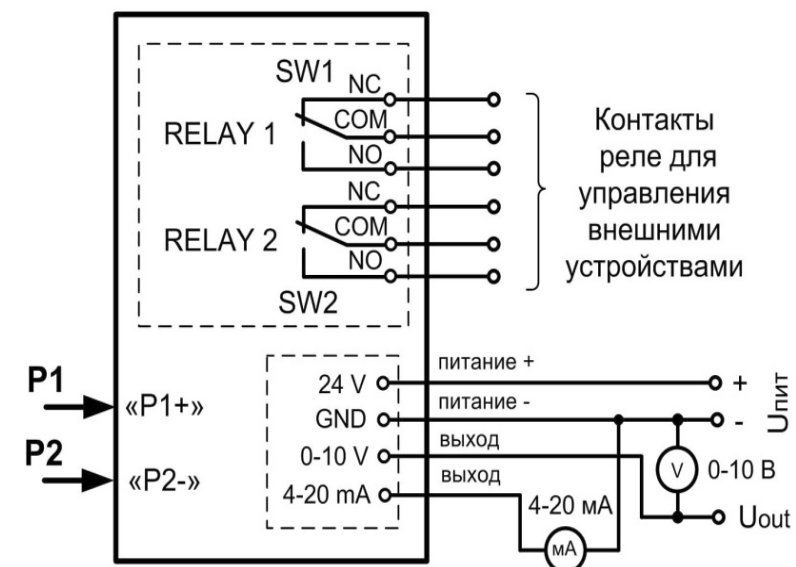 SW1
RELAY 1
NC
COM
NO
RELAY 2
NC
COM
NO
SW2
Контакты
реле для
управления
внешними
устройствами
P1
«P1+»
P2
«P2-»
24 V
GND
0-10 V
4-20 mA
питание +
питание -
выход
выход
+
-
Uпит
V
0-10 В
4-20 мА
мА
Uout